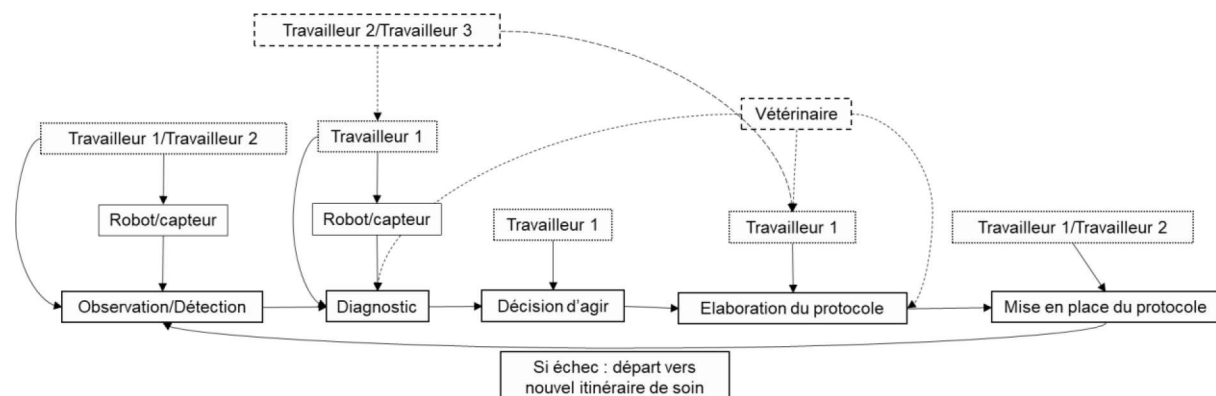 Travailleur 2/Travailleur 3
Vétérinaire
Travailleur 1/Travailleur 2
Travailleur 1
Robot/capteur
Robot/capteur
Travailleur 1
Travailleur 1
Travailleur 1/Travailleur 2
Observation/Détection
Diagnostic
Décision d'agir
Elaboration du protocole
Mise en place du protocole
Si échec : départ vers
nouvel itinéraire de soin